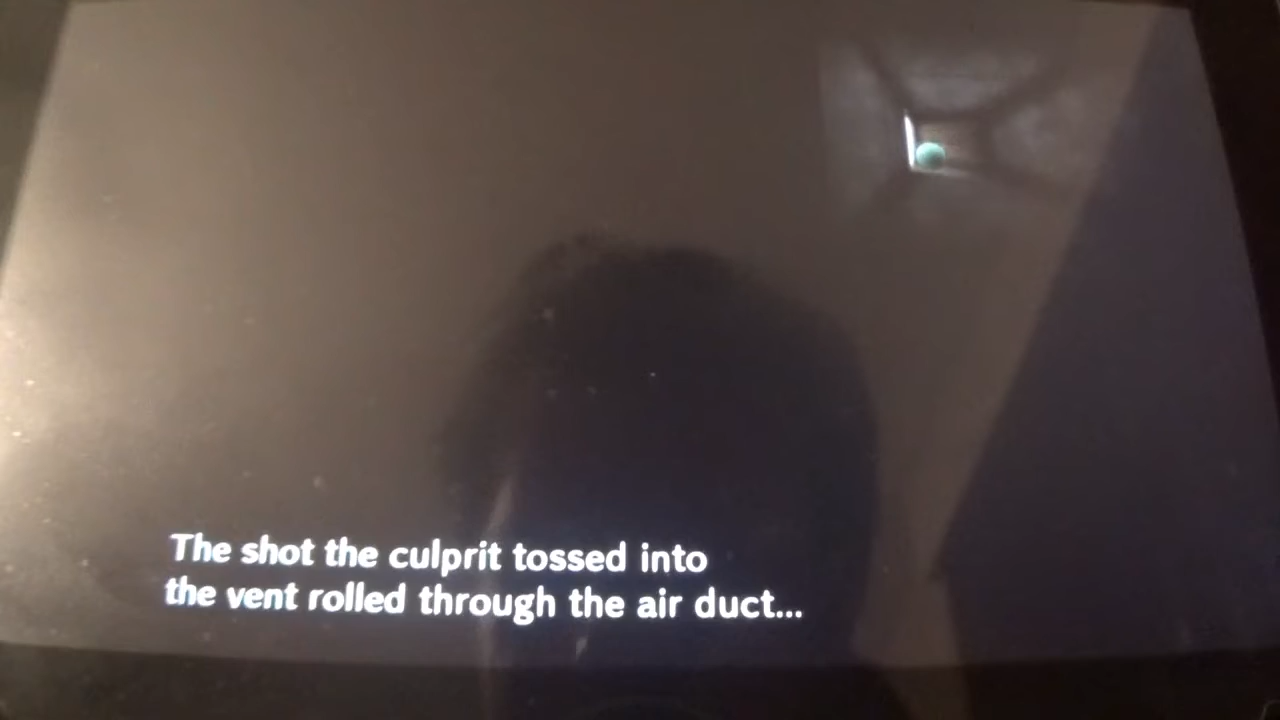 The shot the culprit tossed into
the vent rolled through the air duct...